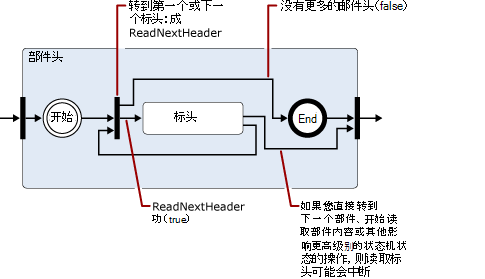 转到第一个或下一
个标头:成
ReadNextHeader
没有更多的邮件头(false)
部件头
开始
标头
End
ReadNextHeader
功(true)
如果您直接转到
下一个部件、开始读
取部件内容或其他影
响更高级别的状态机状
态的操作, 则读取标
头可能会中断